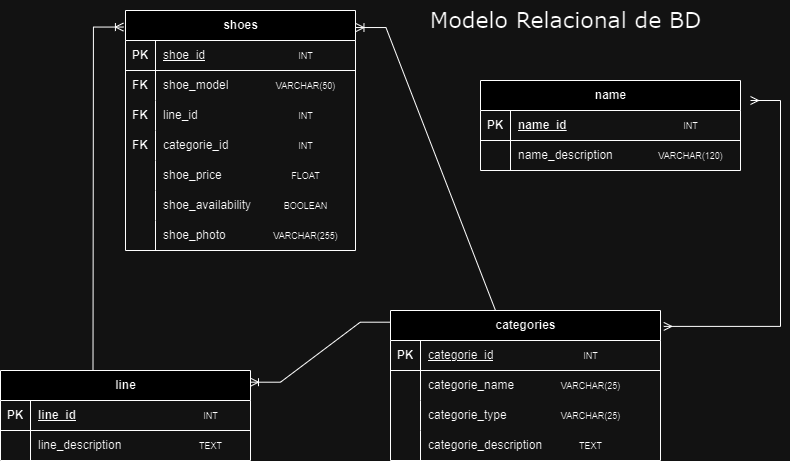 Modelo Relacional de BD
shoes
PK shoe_id INT
FK shoe_model VARCHAR(50)
FK line_id INT
FK categorie_id INT
shoe_price FLOAT
shoe_availability BOOLEAN
shoe_photo VARCHAR(255)
name
PK name_id INT
name_description VARCHAR(120)
categories
PK categorie_id INT
categorie_name VARCHAR(25)
categorie_type VARCHAR(25)
categorie_description TEXT
line
PK line_id INT
line_description TEXT